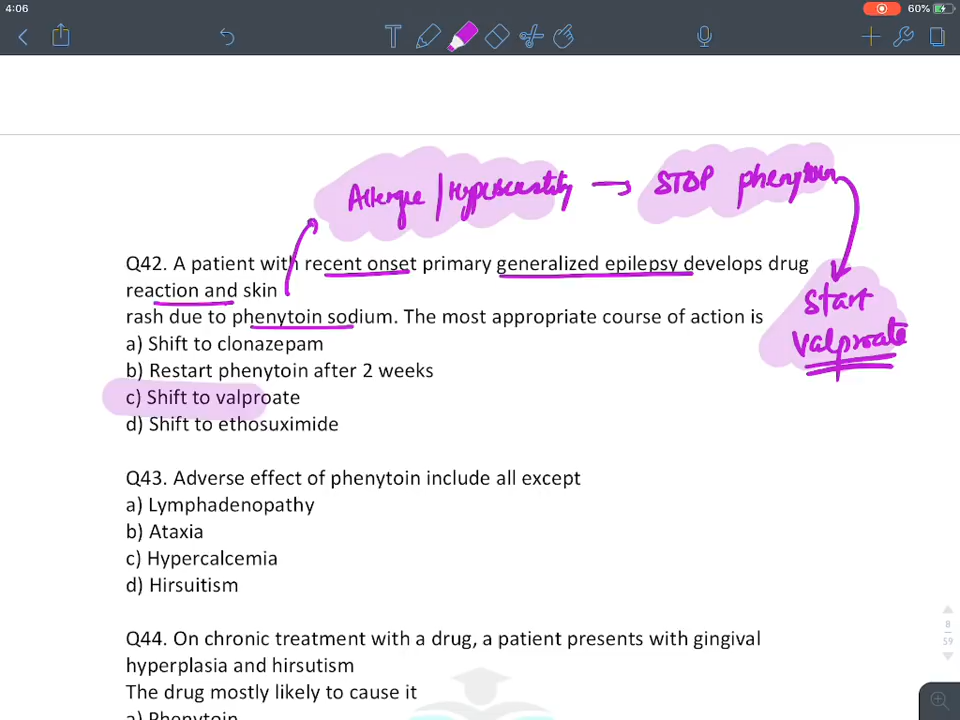 4:06
60%
Allergic / Hypersensitity → STOP phenytoin
Q42. A patient with recent onset primary generalized epilepsy develops drug
reaction and skin
Start
rash due to phenytoin sodium. The most appropriate course of action is
valproate
a) Shift to clonazepam
b) Restart phenytoin after 2 weeks
c) Shift to valproate
d) Shift to ethosuximide
Q43. Adverse effect of phenytoin include all except
a) Lymphadenopathy
b) Ataxia
c) Hypercalcemia
d) Hirsuitism
8
59
Q44. On chronic treatment with a drug, a patient presents with gingival
hyperplasia and hirsutism
The drug mostly likely to cause it
a) Phenytoin